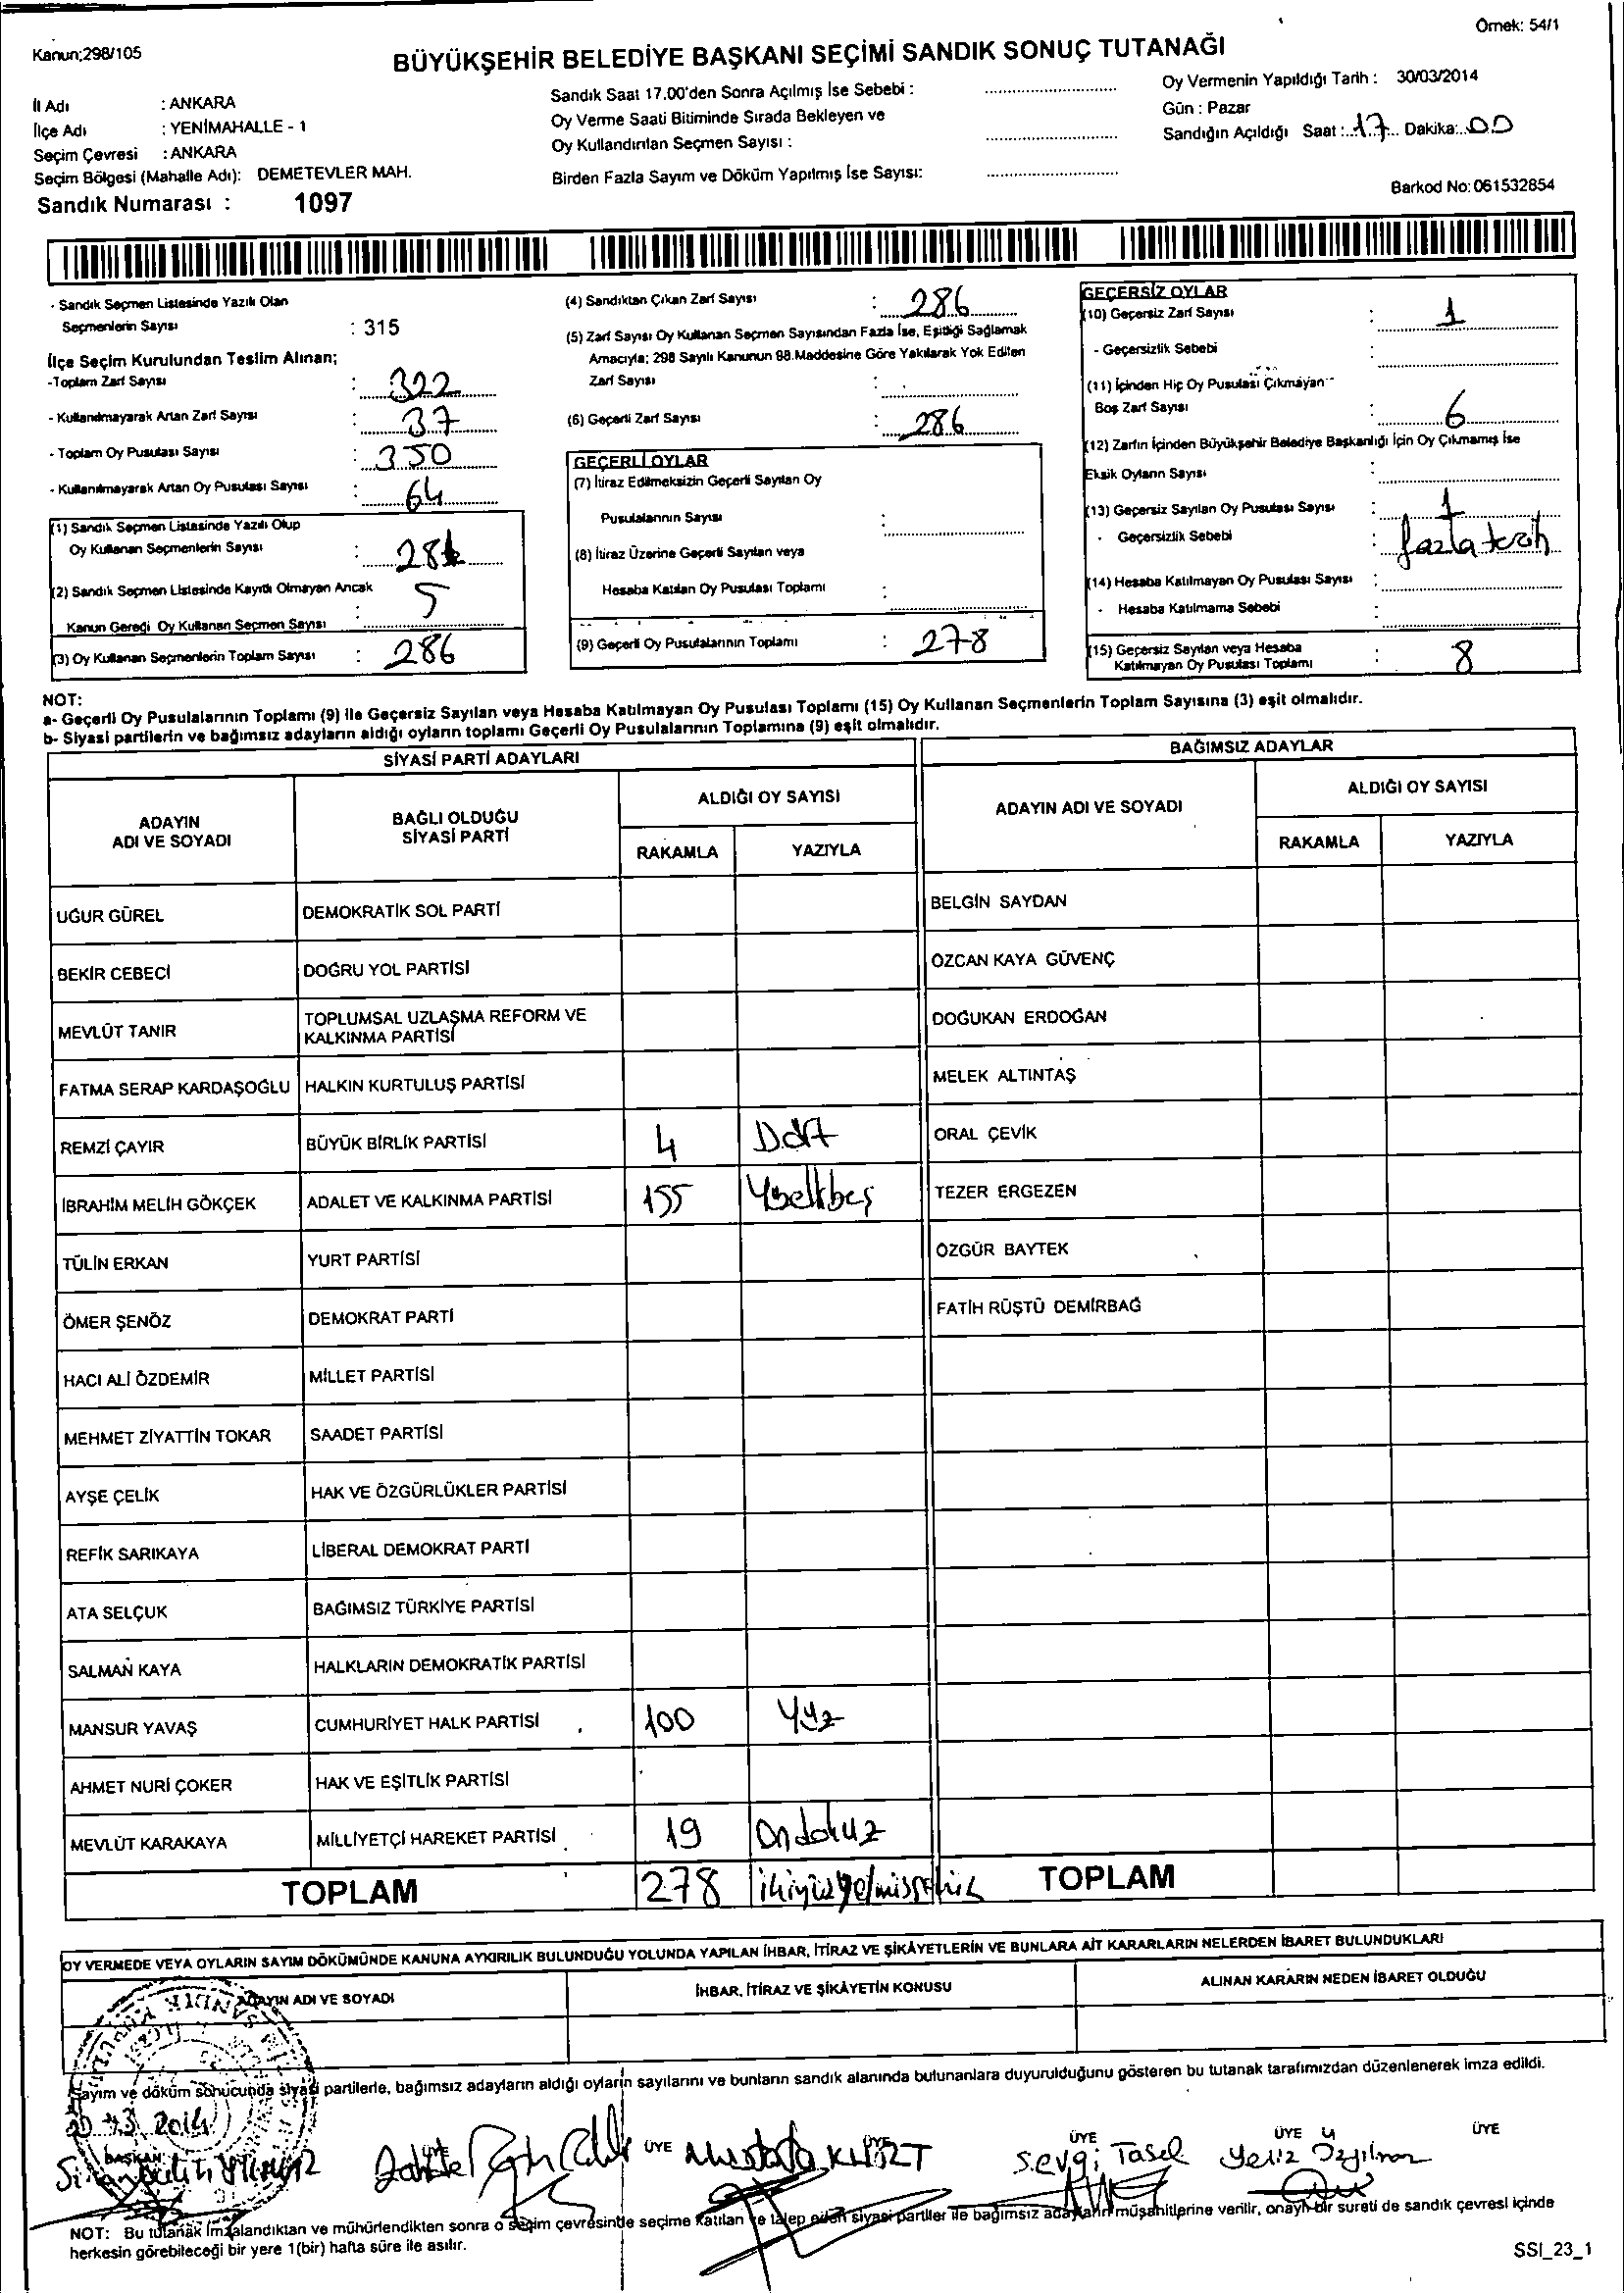 Örnek: 54/1
Kanun:298/105
BÜYÜKŞEHİR BELEDİYE BAŞKANI SEÇİMİ SANDIK SONUÇ TUTANAĞI
İl Adı : ANKARA
İlçe Adı : YENİMAHALLE - 1
Seçim Çevresi : ANKARA
Seçim Bölgesi (Mahalle Adı): DEMETEVLER MAH.
Sandık Numarası : 1097
Sandık Saat 17.00'den Sonra Açılmış İse Sebebi :
Oy Verme Saati Bitiminde Sırada Bekleyen ve
Oy Kullandırılan Seçmen Sayısı :
Birden Fazla Sayım ve Döküm Yapılmış İse Sayısı:
Oy Vermenin Yapıldığı Tarih : 30/03/2014
Gün : Pazar
Sandığın Açıldığı Saat : 17 Dakika: 00
Barkod No: 061532854
- Sandık Seçmen Listesinde Yazılı Olan
Seçmenlerin Sayısı : 315
İlçe Seçim Kurulundan Teslim Alınan;
-Toplam Zarf Sayısı : 322
- Kullanılmayarak Artan Zarf Sayısı : 37
- Toplam Oy Pusulası Sayısı : 350
- Kullanılmayarak Artan Oy Pusulası Sayısı : 64
(1) Sandık Seçmen Listesinde Yazılı Olup
Oy Kullanan Seçmenlerin Sayısı :
(2) Sandık Seçmen Listesinde Kayıtlı Olmayan Ancak
Kanun Gereği Oy Kullanan Seçmen Sayısı : 5
(3) Oy Kullanan Seçmenlerin Toplam Sayısı : 286
(4) Sandıktan Çıkan Zarf Sayısı : 286
(5) Zarf Sayısı Oy Kullanan Seçmen Sayısından Fazla İse, Eşitliği Sağlamak
Amacıyla; 298 Sayılı Kanunun 98.Maddesine Göre Yakılarak Yok Edilen
Zarf Sayısı :
(6) Geçerli Zarf Sayısı : 286
GEÇERLİ OYLAR
(7) İtiraz Edilmeksizin Geçerli Sayılan Oy
Pusulalarının Sayısı :
(8) İtiraz Üzerine Geçerli Sayılan veya
Hesaba Katılan Oy Pusulası Toplamı :
(9) Geçerli Oy Pusulalarının Toplamı : 278
GEÇERSİZ OYLAR
(10) Geçersiz Zarf Sayısı : 1
- Geçersizlik Sebebi :
(11) İçinden Hiç Oy Pusulası Çıkmayan
Boş Zarf Sayısı : 6
(12) Zarfın İçinden Büyükşehir Belediye Başkanlığı İçin Oy Çıkmamış İse
Eksik Oyların Sayısı :
(13) Geçersiz Sayılan Oy Pusulası Sayısı : 1
- Geçersizlik Sebebi : fazla tercih
(14) Hesaba Katılmayan Oy Pusulası Sayısı :
- Hesaba Katılmama Sebebi :
(15) Geçersiz Sayılan veya Hesaba
Katılmayan Oy Pusulası Toplamı : 8
NOT:
a- Geçerli Oy Pusulalarının Toplamı (9) ile Geçersiz Sayılan veya Hesaba Katılmayan Oy Pusulası Toplamı (15) Oy Kullanan Seçmenlerin Toplam Sayısına (3) eşit olmalıdır.
b- Siyasi partilerin ve bağımsız adayların aldığı oyların toplamı Geçerli Oy Pusulalarının Toplamına (9) eşit olmalıdır.
SİYASİ PARTİ ADAYLARI
ADAYIN ADI VE SOYADI BAĞLI OLDUĞU SİYASİ PARTİ ALDIĞI OY SAYISI
RAKAMLA YAZIYLA
UĞUR GÜREL DEMOKRATİK SOL PARTİ
BEKİR CEBECİ DOĞRU YOL PARTİSİ
MEVLÜT TANIR TOPLUMSAL UZLAŞMA REFORM VE KALKINMA PARTİSİ
FATMA SERAP KARDAŞOĞLU HALKIN KURTULUŞ PARTİSİ
REMZİ ÇAYIR BÜYÜK BİRLİK PARTİSİ 4 Dört
İBRAHİM MELİH GÖKÇEK ADALET VE KALKINMA PARTİSİ 155 Yüzellibeş
TÜLİN ERKAN YURT PARTİSİ
ÖMER ŞENÖZ DEMOKRAT PARTİ
HACI ALİ ÖZDEMİR MİLLET PARTİSİ
MEHMET ZİYATTİN TOKAR SAADET PARTİSİ
AYŞE ÇELİK HAK VE ÖZGÜRLÜKLER PARTİSİ
REFİK SARIKAYA LİBERAL DEMOKRAT PARTİ
ATA SELÇUK BAĞIMSIZ TÜRKİYE PARTİSİ
SALMAN KAYA HALKLARIN DEMOKRATİK PARTİSİ
MANSUR YAVAŞ CUMHURİYET HALK PARTİSİ 100 Yüz
AHMET NURİ ÇOKER HAK VE EŞİTLİK PARTİSİ
MEVLÜT KARAKAYA MİLLİYETÇİ HAREKET PARTİSİ 19 Ondokuz
TOPLAM 278 ikiyüzyetmişsekiz
BAĞIMSIZ ADAYLAR
ADAYIN ADI VE SOYADI ALDIĞI OY SAYISI
RAKAMLA YAZIYLA
BELGİN SAYDAN
ÖZCAN KAYA GÜVENÇ
DOĞUKAN ERDOĞAN
MELEK ALTINTAŞ
ORAL ÇEVİK
TEZER ERGEZEN
ÖZGÜR BAYTEK
FATİH RÜŞTÜ DEMİRBAĞ
TOPLAM
OY VERMEDE VEYA OYLARIN SAYIM DÖKÜMÜNDE KANUNA AYKIRILIK BULUNDUĞU YOLUNDA YAPILAN İHBAR, İTİRAZ VE ŞİKÂYETLERİN VE BUNLARA AİT KARARLARIN NELERDEN İBARET BULUNDUKLARI
ADAYIN ADI VE SOYADI İHBAR, İTİRAZ VE ŞİKÂYETİN KONUSU ALINAN KARARIN NEDEN İBARET OLDUĞU
Sayım ve döküm sonucunda siyasi partilerle, bağımsız adayların aldığı oyların sayılarını ve bunların sandık alanında bulunanlara duyurulduğunu gösteren bu tutanak tarafımızdan düzenlenerek imza edildi.
2014
BAŞKAN ÜYE ÜYE ÜYE ÜYE ÜYE
Mustafa KURT Sevgi Tasel Yeliz Özyılmaz
NOT: Bu tutanak İmzalandıktan ve mühürlendikten sonra o seçim çevresinde seçime katılan ve talep eden siyasi partiler ile bağımsız adayların müşahitlerine verilir, onaylı bir sureti de sandık çevresi içinde
herkesin görebileceği bir yere 1(bir) hafta süre ile asılır.
SSI_23_1